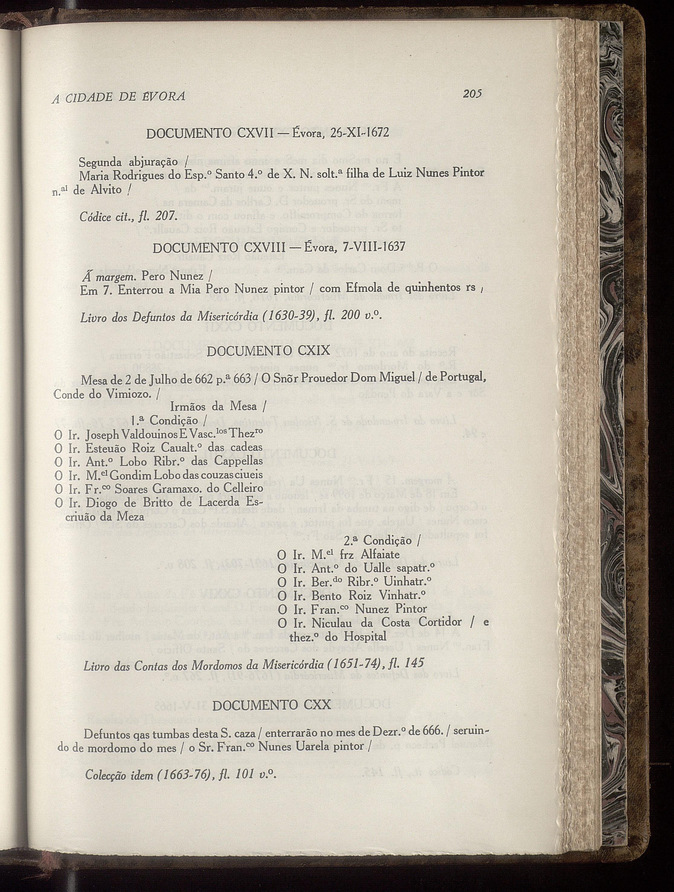 A CIDADE DE ÉVORA 205
DOCUMENTO CXVII — Évora, 26-XI-1672
Segunda abjuração /
Maria Rodrigues do Esp.º Santo 4.º de X. N. solt.ª filha de Luiz Nunes Pintor
n.al de Alvito /
Códice cit., fl. 207.
DOCUMENTO CXVIII — Évora, 7-VIII-1637
Á margem. Pero Nunez /
Em 7. Enterrou a Mia Pero Nunez pintor / com Efmola de quinhentos rs /
Livro dos Defuntos da Misericórdia (1630-39), fl. 200 v.º.
DOCUMENTO CXIX
Mesa de 2 de Julho de 662 p.ª 663 / O Snõr Prouedor Dom Miguel / de Portugal,
Conde do Vimiozo. /
Irmãos da Mesa /
1.ª Condição /
O Ir. Joseph Valdouinos E Vasc.los Thezro
O Ir. Esteuão Roiz Caualt.º das cadeas
O Ir. Ant.º Lobo Ribr.º das Cappellas
O Ir. M.el Gondim Lobo das couzas ciueis
O Ir. Fr.co Soares Gramaxo. do Celleiro
O Ir. Diogo de Britto de Lacerda Es-
criuão da Meza
2.ª Condição /
O Ir. M.el frz Alfaiate
O Ir. Ant.º do Ualle sapatr.º
O Ir. Ber.do Ribr.º Uinhatr.º
O Ir. Bento Roiz Vinhatr.º
O Ir. Fran.co Nunez Pintor
O Ir. Niculau da Costa Cortidor / e
thez.º do Hospital
Livro das Contas dos Mordomos da Misericórdia (1651-74), fl. 145
DOCUMENTO CXX
Defuntos qas tumbas desta S. caza / enterrarão no mes de Dezr.º de 666. / seruin-
do de mordomo do mes / o Sr. Fran.co Nunes Uarela pintor /
Colecção idem (1663-76), fl. 101 v.º.